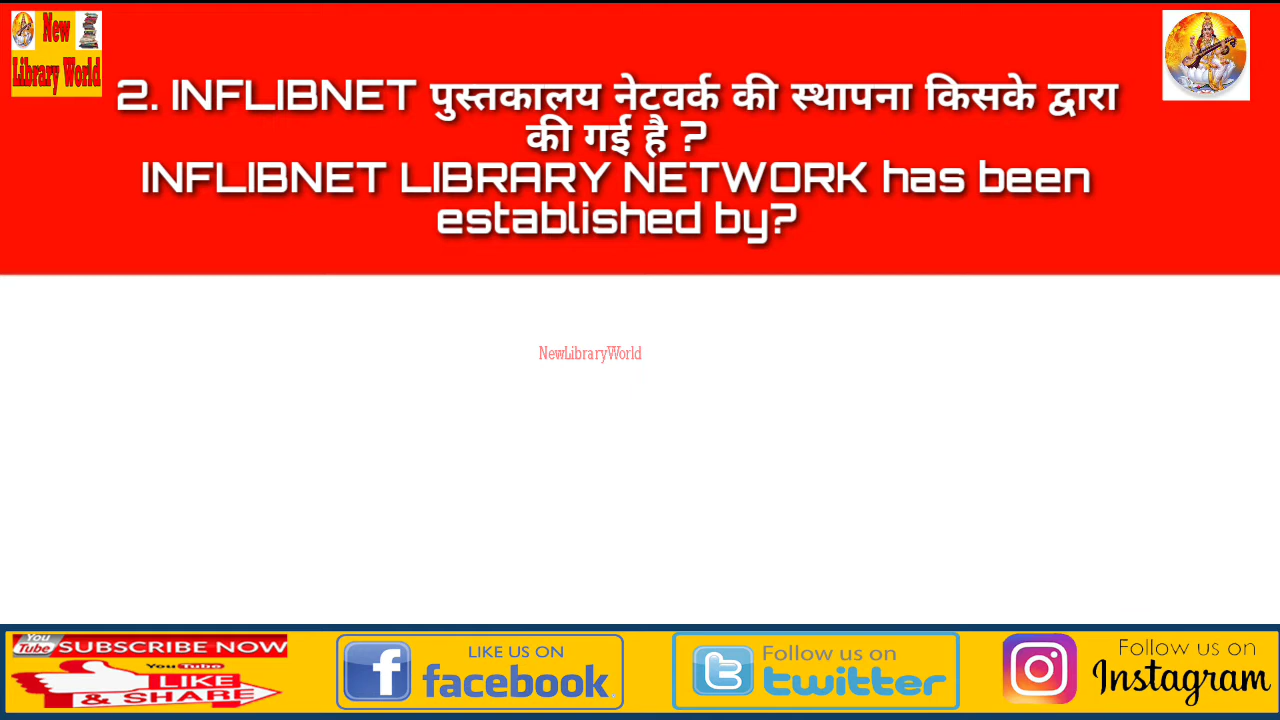 New
Library World
2. INFLIBNET पुस्तकालय नेटवर्क की स्थापना किसके द्वारा
की गई है ?
INFLIBNET LIBRARY NETWORK has been
established by?
NewLibraryWorld
You
Tube SUBSCRIBE NOW
YouTube
LIKE
& SHARE
LIKE US ON
f facebook
Follow us on
t twitter
Follow us on
Instagram